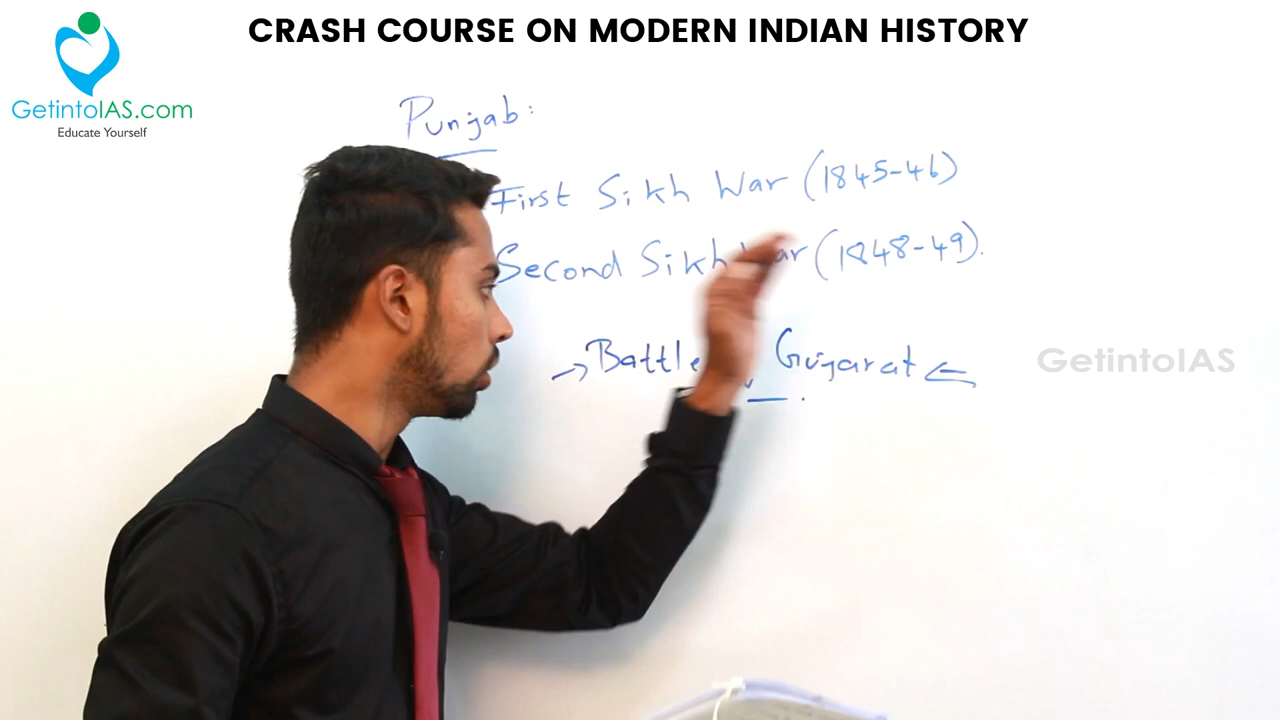 CRASH COURSE ON MODERN INDIAN HISTORY
GetintoIAS.com
Educate Yourself
Punjab:
First Sikh War (1845-46)
Second Sikh War (1848-49).
→ Battle Gujarat ←
GetintoIAS